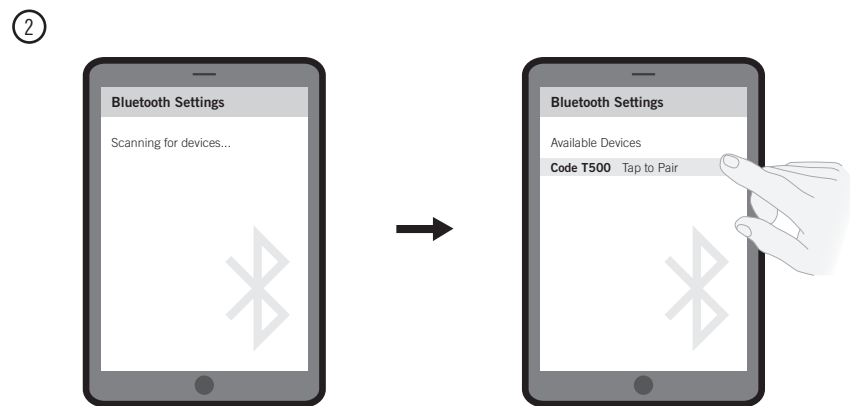 2
Bluetooth Settings
Scanning for devices...
Bluetooth Settings
Available Devices
Code T500 Tap to Pair